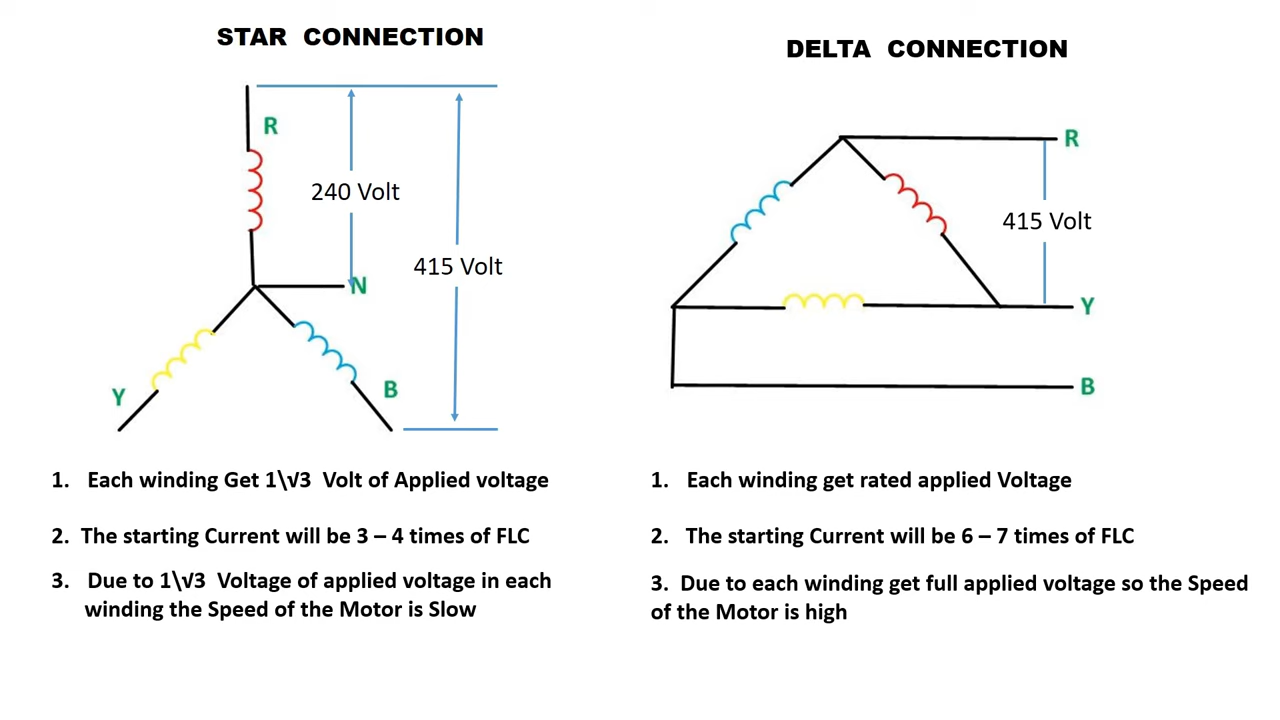 STAR CONNECTION
R
240 Volt
415 Volt
N
Y
B
1. Each winding Get 1\√3 Volt of Applied voltage
2. The starting Current will be 3 – 4 times of FLC
3. Due to 1\√3 Voltage of applied voltage in each
winding the Speed of the Motor is Slow
DELTA CONNECTION
R
415 Volt
Y
B
1. Each winding get rated applied Voltage
2. The starting Current will be 6 – 7 times of FLC
3. Due to each winding get full applied voltage so the Speed
of the Motor is high